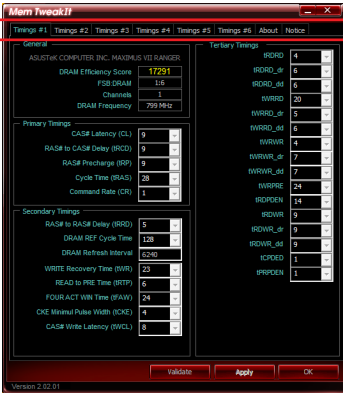 Mem TweakIt
Timings #1 Timings #2 Timings #3 Timings #4 Timings #5 Timings #6 About Notice
General
ASUSTeK COMPUTER INC. MAXIMUS VII RANGER
DRAM Efficiency Score 17291
FSB:DRAM 1:6
Channels 1
DRAM Frequency 799 MHz
Primary Timings
CAS# Latency (CL) 9
RAS# to CAS# Delay (tRCD) 9
RAS# Precharge (tRP) 9
Cycle Time (tRAS) 28
Command Rate (CR) 1
Secondary Timings
RAS# to RAS# Delay (tRRD) 5
DRAM REF Cycle Time 128
DRAM Refresh Interval 6240
WRITE Recovery Time (tWR) 23
READ to PRE Time (tRTP) 6
FOUR ACT WIN Time (tFAW) 24
CKE Minimul Pulse Width (tCKE) 4
CAS# Write Latency (tWCL) 8
Tertiary Timings
tRDRD 4
tRDRD_dr 6
tRDRD_dd 6
tWRRD 20
tWRRD_dr 5
tWRRD_dd 6
tWRWR 4
tWRWR_dr 7
tWRWR_dd 7
tWRPRE 24
tRDPDEN 14
tRDWR 9
tRDWR_dr 9
tRDWR_dd 9
tCPDED 1
tPRPDEN 1
Validate Apply OK
Version 2.02.01